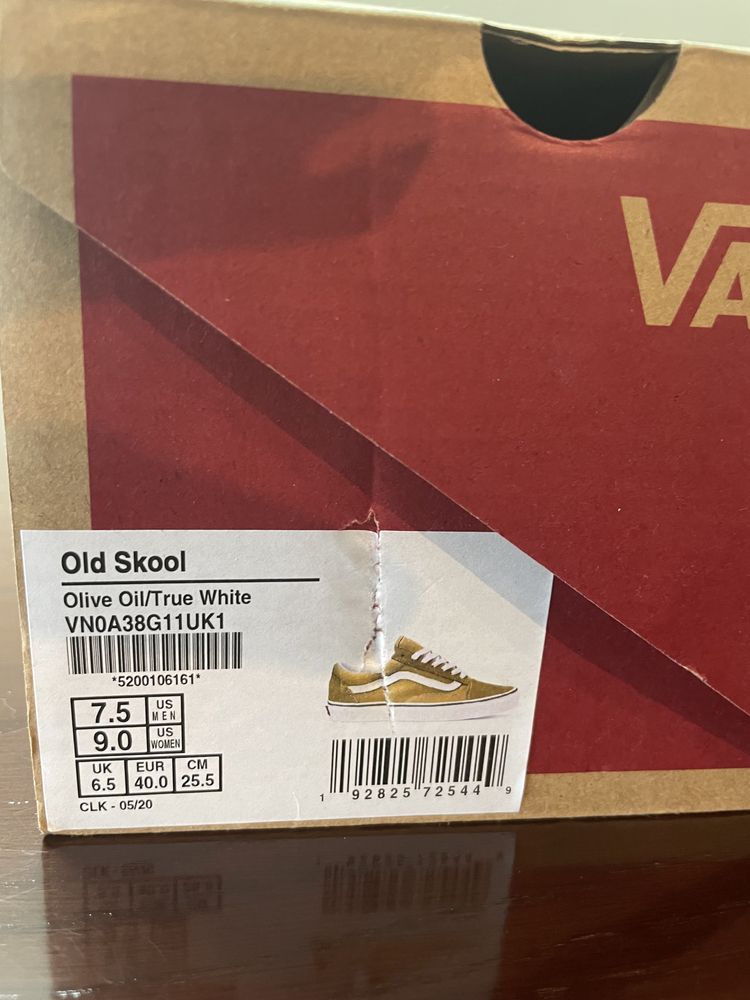 VA
Old Skool
Olive Oil/True White
VN0A38G11UK1
*5200106161*
7.5 US MEN
9.0 US WOMEN
UK EUR CM
6.5 40.0 25.5
CLK - 05/20
1 92825 72544 9